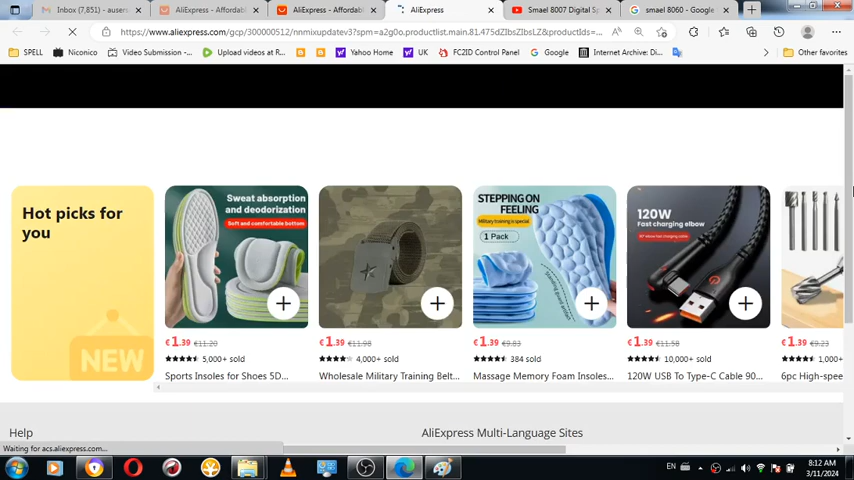 Inbox (7,851) - auserr
AliExpress - Affordabl
AliExpress - Affordabl
AliExpress
Smael 8007 Digital Sp
smael 8060 - Google
https://www.aliexpress.com/gcp/300000512/nnmixupdatev3?spm=a2g0o.productlist.main.81.475dZIbsZIbsLZ&productIds=...
SPELL
Niconico
Video Submission -...
Upload videos at R...
Yahoo Home
UK
FC2ID Control Panel
Google
Internet Archive: Di...
Other favorites
Hot picks for
you
NEW
Sweat absorption
and deodorization
Soft and comfortable bottom
STEPPING ON
FEELING
Military training is special
1 Pack
120W
Fast charging elbow
€1.39 €11.20
€1.39 €11.98
€1.39 €9.83
€1.39 €11.58
€1.39 €9.23
5,000+ sold
4,000+ sold
384 sold
10,000+ sold
1,000+
Sports Insoles for Shoes 5D...
Wholesale Military Training Belt...
Massage Memory Foam Insoles...
120W USB To Type-C Cable 90...
6pc High-speed
Help
AliExpress Multi-Language Sites
Waiting for acs.aliexpress.com...
EN
8:12 AM
3/11/2024